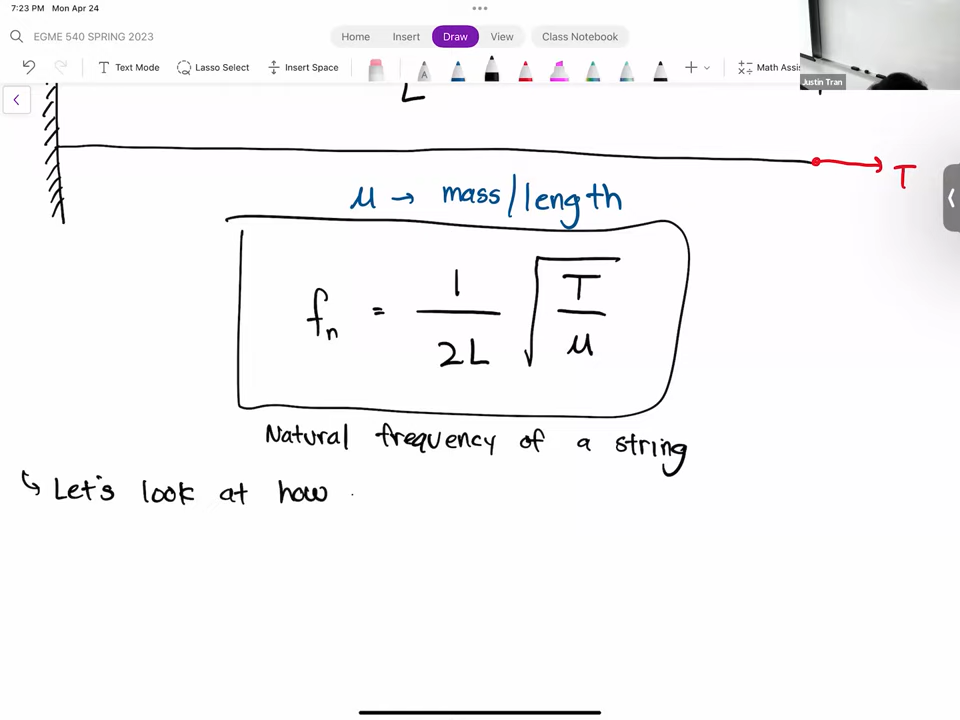 7:23 PM Mon Apr 24
EGME 540 SPRING 2023
Home Insert Draw View Class Notebook
Text Mode Lasso Select Insert Space Math Assis
Justin Tran
L
T
μ → mass/length
fn = 1/2L √T/μ
Natural frequency of a string
↳ Let's look at how